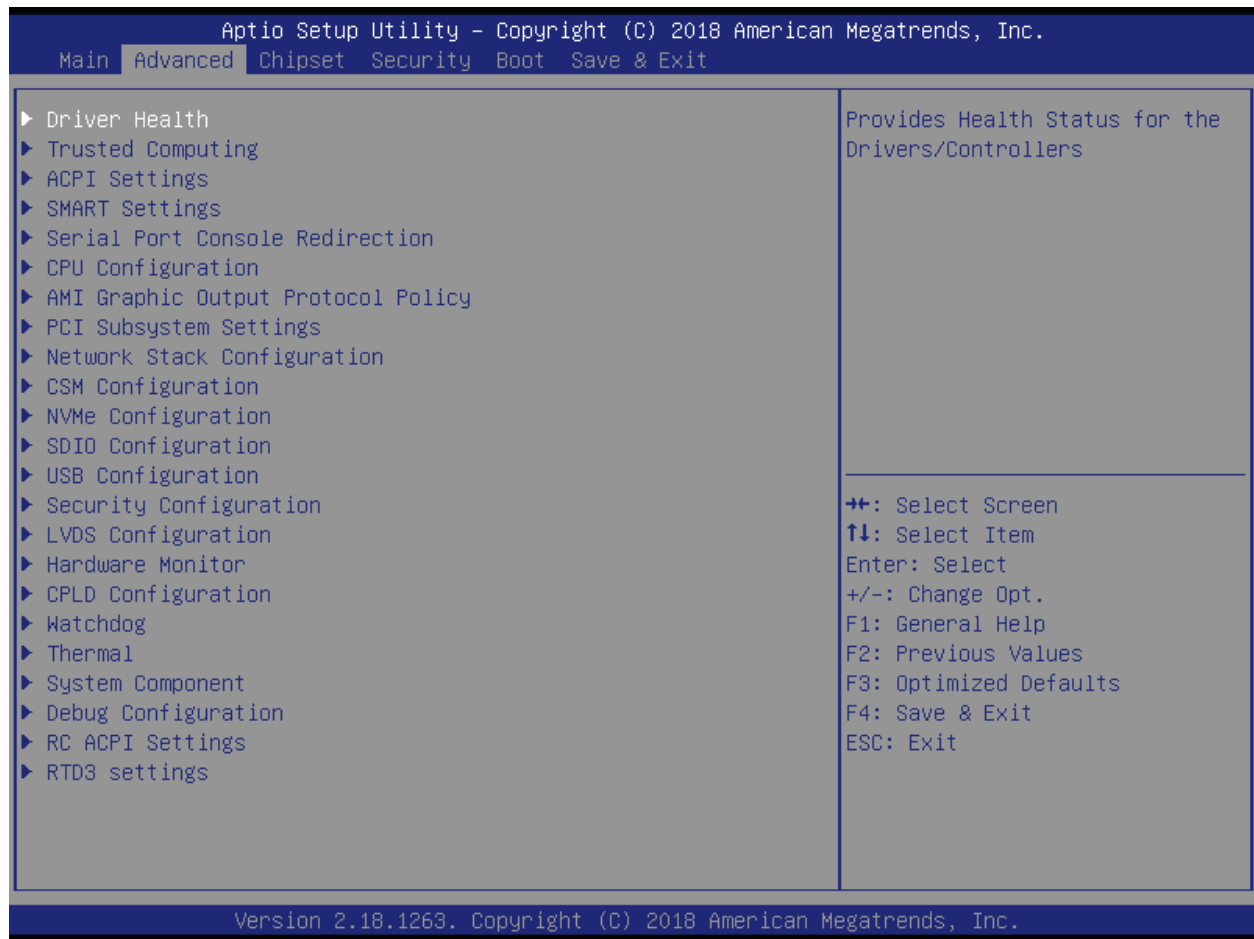 Aptio Setup Utility – Copyright (C) 2018 American Megatrends, Inc.
Main Advanced Chipset Security Boot Save & Exit
▶ Driver Health
▶ Trusted Computing
▶ ACPI Settings
▶ SMART Settings
▶ Serial Port Console Redirection
▶ CPU Configuration
▶ AMI Graphic Output Protocol Policy
▶ PCI Subsystem Settings
▶ Network Stack Configuration
▶ CSM Configuration
▶ NVMe Configuration
▶ SDIO Configuration
▶ USB Configuration
▶ Security Configuration
▶ LVDS Configuration
▶ Hardware Monitor
▶ CPLD Configuration
▶ Watchdog
▶ Thermal
▶ System Component
▶ Debug Configuration
▶ RC ACPI Settings
▶ RTD3 settings
Provides Health Status for the
Drivers/Controllers
→←: Select Screen
↑↓: Select Item
Enter: Select
+/-: Change Opt.
F1: General Help
F2: Previous Values
F3: Optimized Defaults
F4: Save & Exit
ESC: Exit
Version 2.18.1263. Copyright (C) 2018 American Megatrends, Inc.